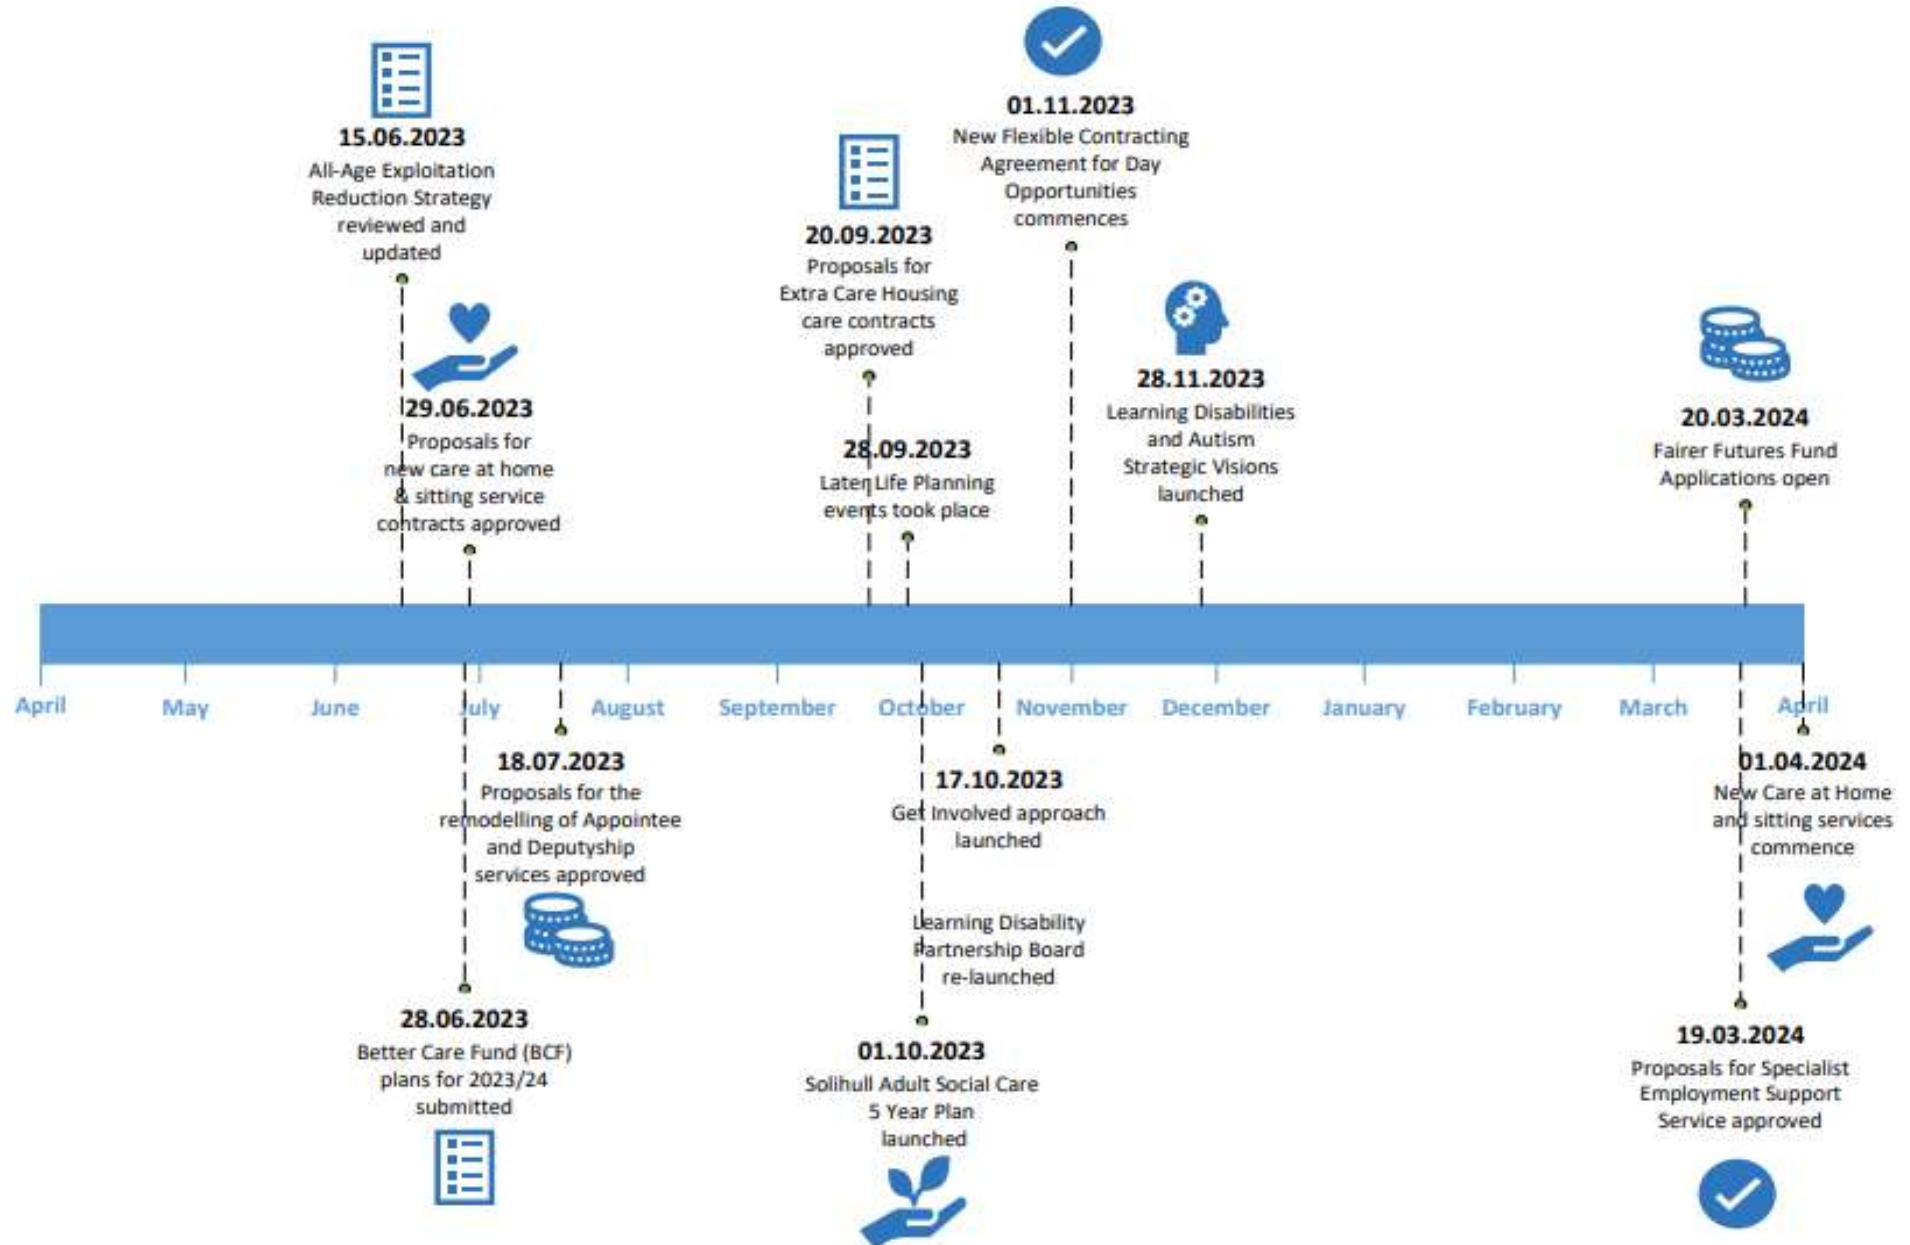 15.06.2023
All-Age Exploitation
Reduction Strategy
reviewed and
updated
29.06.2023
Proposals for
new care at home
& sitting service
contracts approved
20.09.2023
Proposals for
Extra Care Housing
care contracts
approved
28.09.2023
Later Life Planning
events took place
01.11.2023
New Flexible Contracting
Agreement for Day
Opportunities
commences
28.11.2023
Learning Disabilities
and Autism
Strategic Visions
launched
20.03.2024
Fairer Futures Fund
Applications open
April
May
June
July
August
September
October
November
December
January
February
March
April
18.07.2023
Proposals for the
remodelling of Appointee
and Deputyship
services approved
28.06.2023
Better Care Fund (BCF)
plans for 2023/24
submitted
17.10.2023
Get Involved approach
launched
Learning Disability
Partnership Board
re-launched
01.10.2023
Solihull Adult Social Care
5 Year Plan
launched
01.04.2024
New Care at Home
and sitting services
commence
19.03.2024
Proposals for Specialist
Employment Support
Service approved